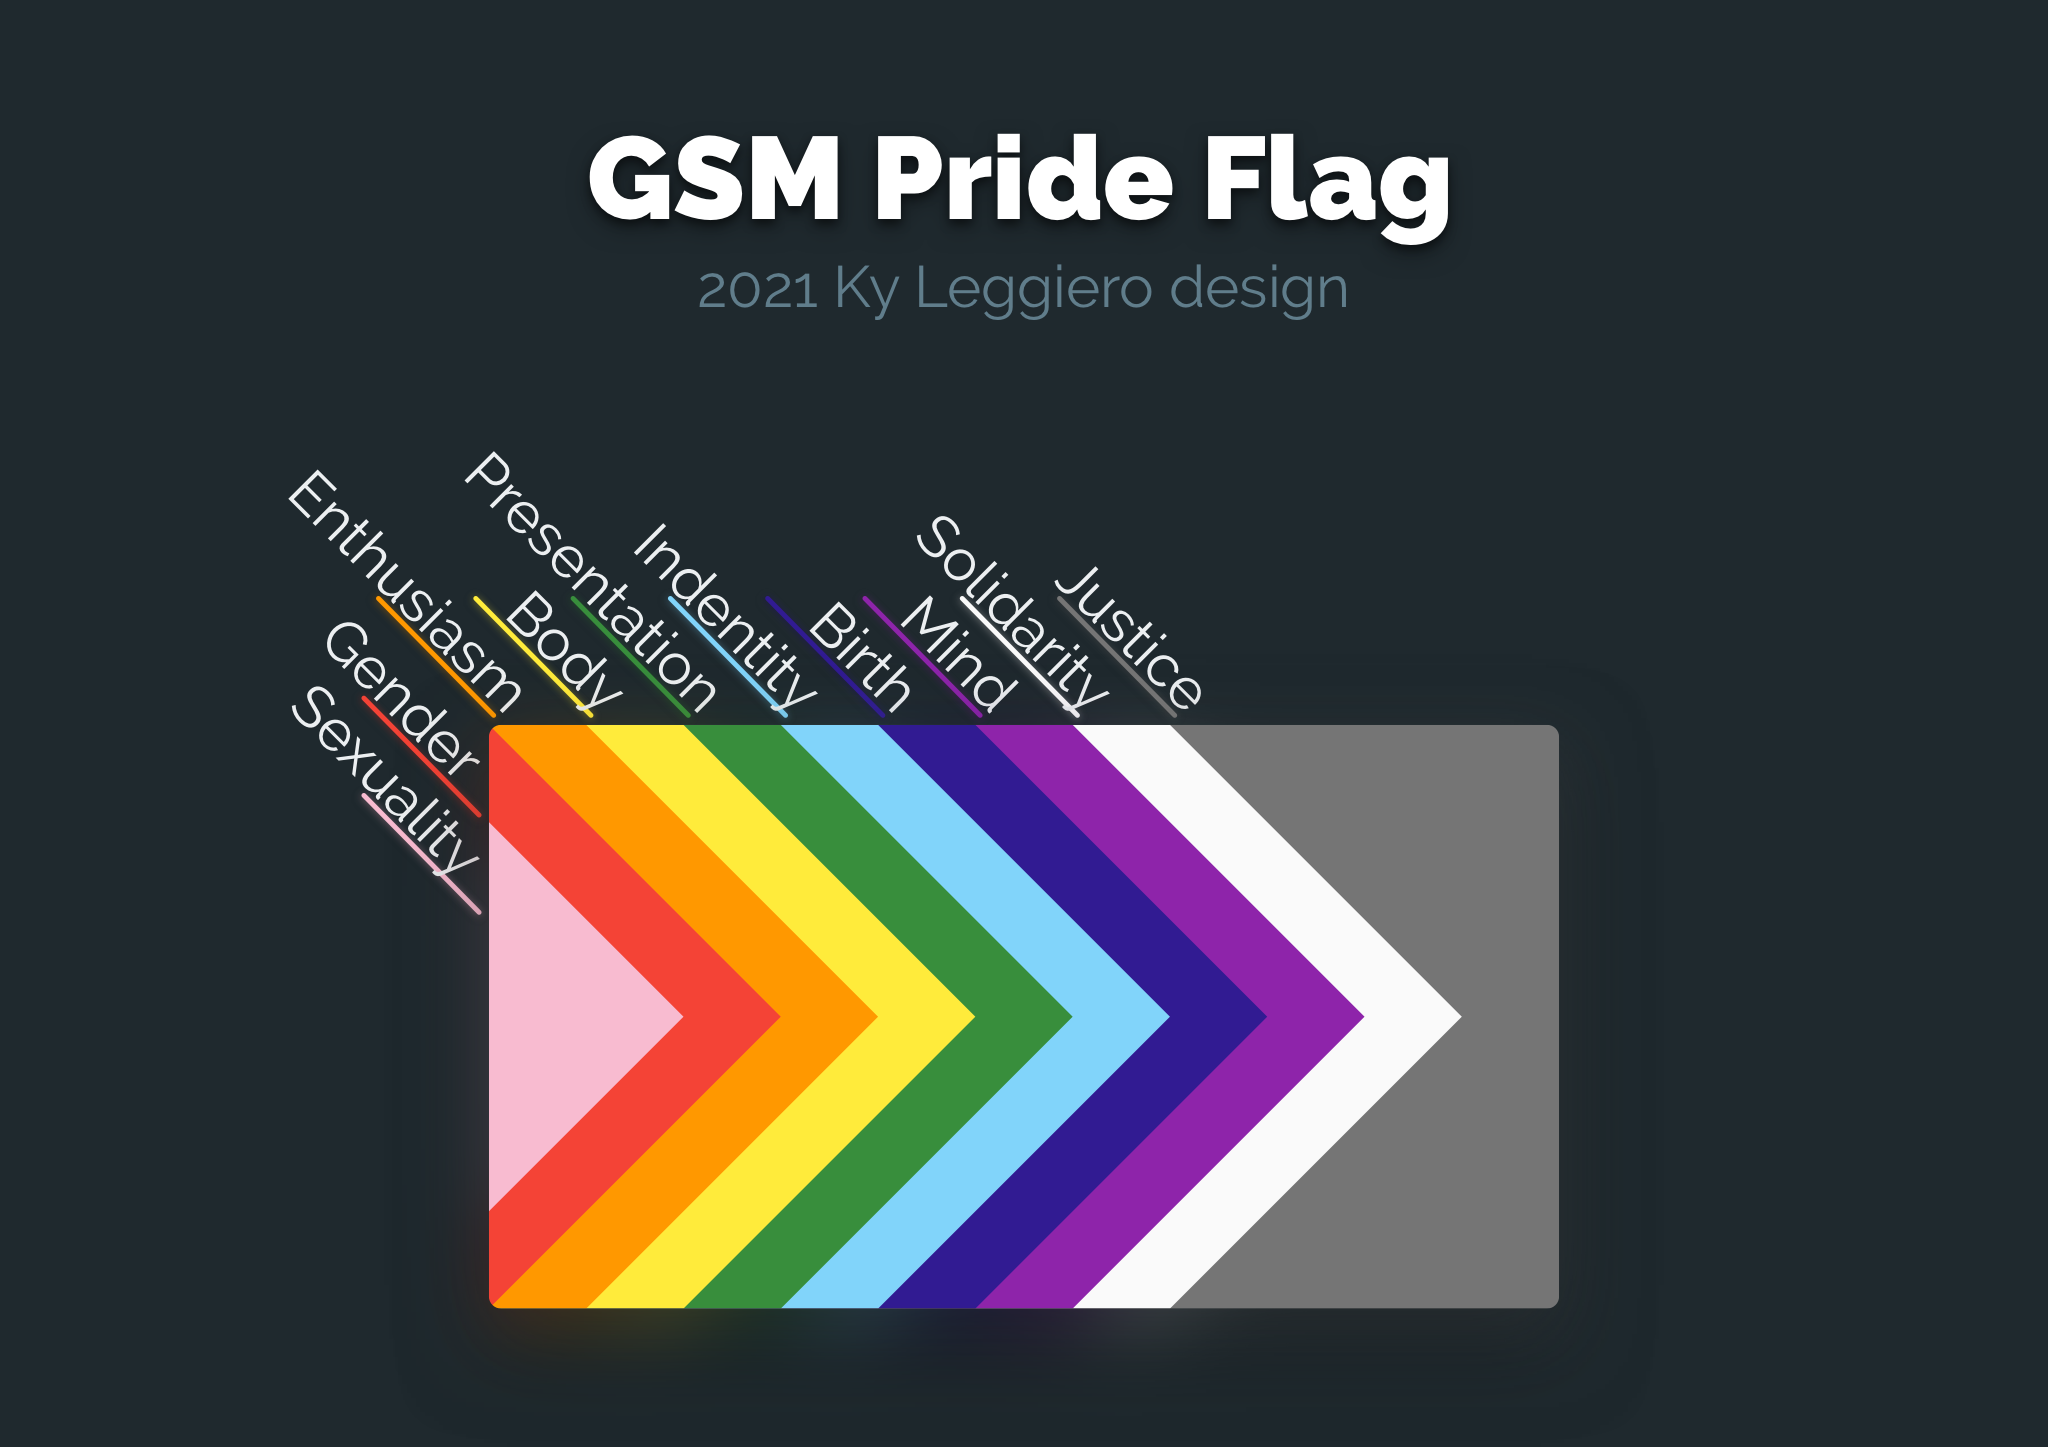 GSM Pride Flag
2021 Ky Leggiero design
Sexuality
Gender
Enthusiasm
Body
Presentation
Indentity
Birth
Mind
Solidarity
Justice